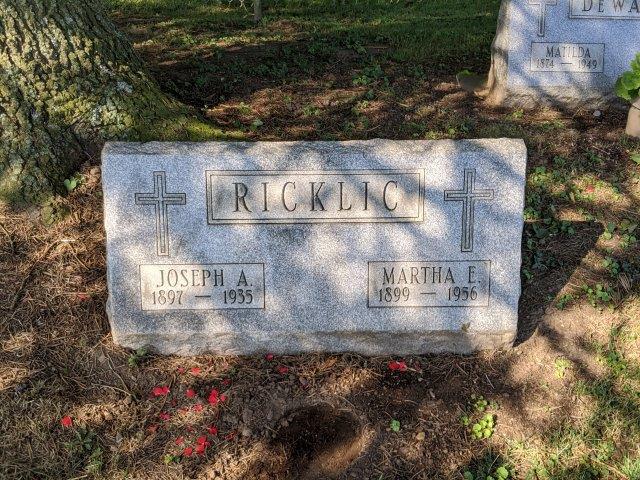 RICKLIC
JOSEPH A.
1897 — 1935
MARTHA E.
1899 — 1956
MATILDA
1874 — 1949